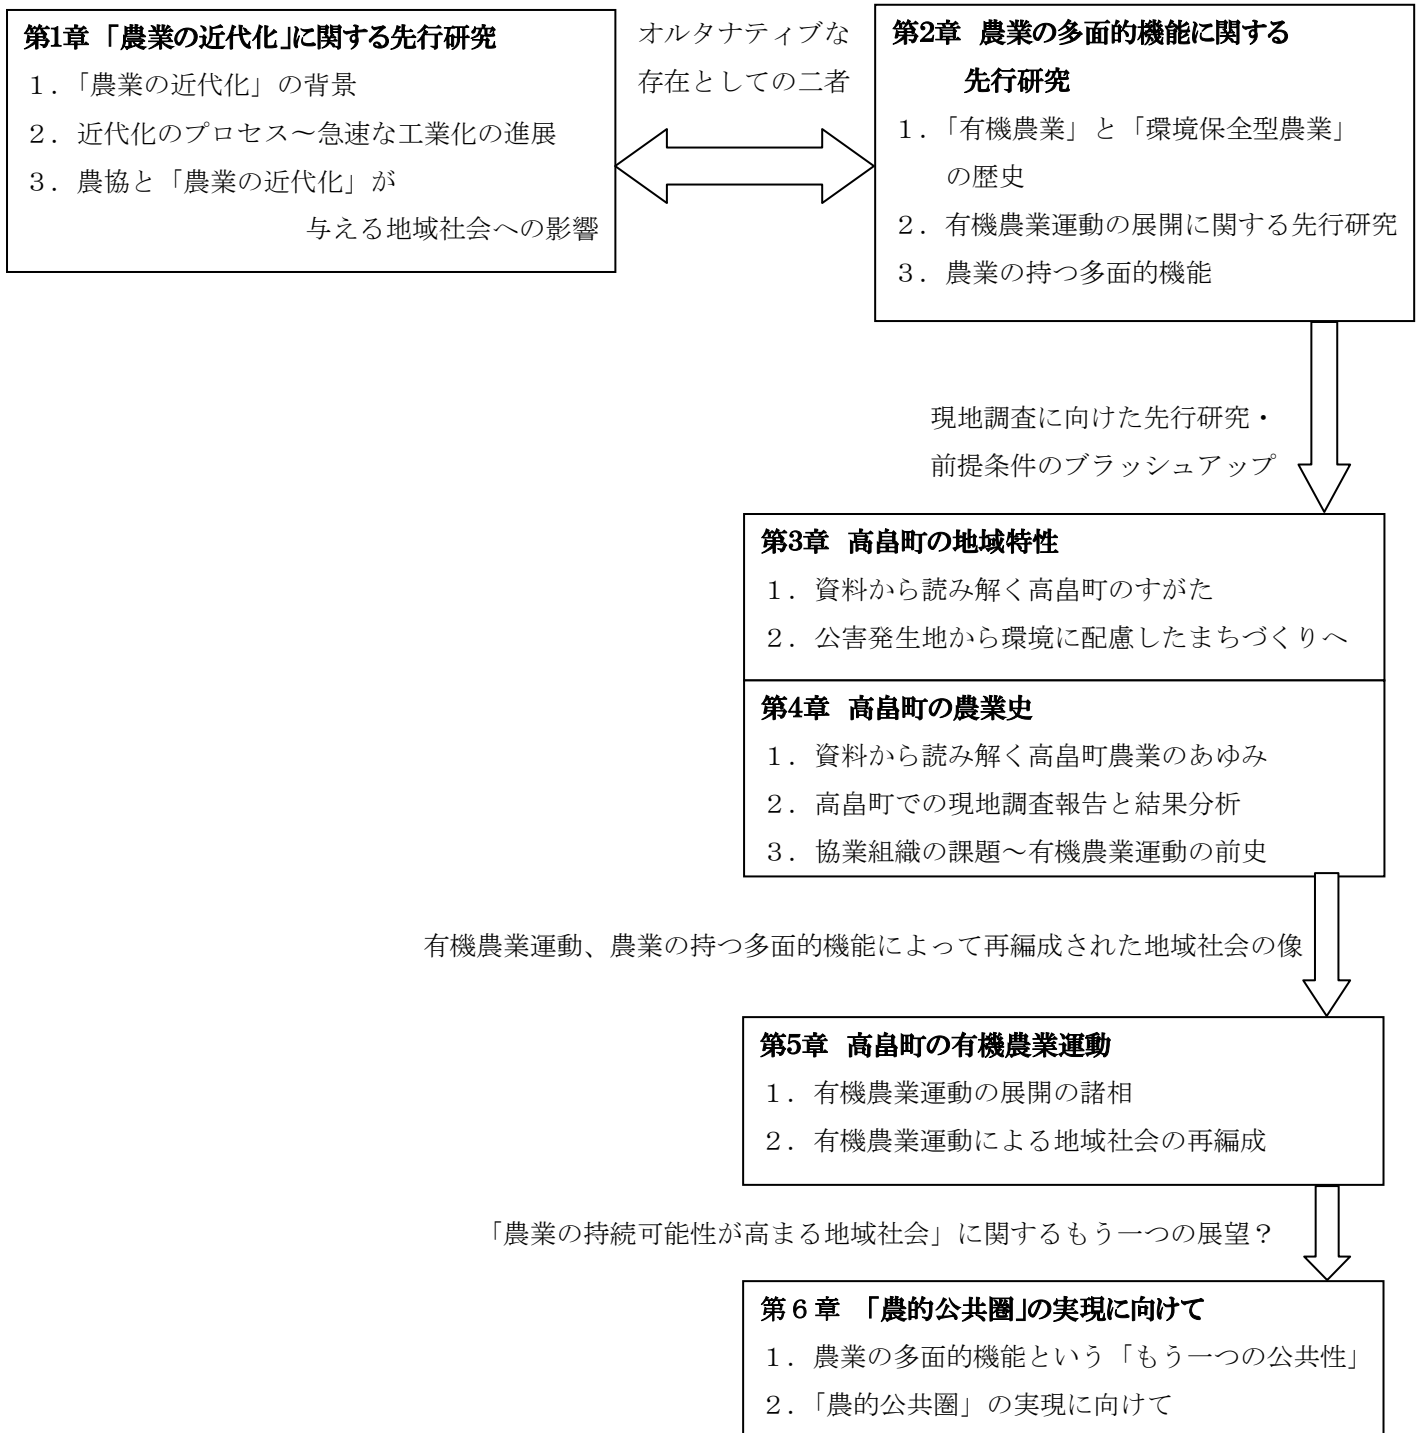 第1章 「農業の近代化」に関する先行研究
１．「農業の近代化」の背景
２．近代化のプロセス～急速な工業化の進展
３．農協と「農業の近代化」が
与える地域社会への影響
オルタナティブな
存在としての二者
第2章 農業の多面的機能に関する
先行研究
１．「有機農業」と「環境保全型農業」
の歴史
２．有機農業運動の展開に関する先行研究
３．農業の持つ多面的機能
現地調査に向けた先行研究・
前提条件のブラッシュアップ
第3章 高畠町の地域特性
１．資料から読み解く高畠町のすがた
２．公害発生地から環境に配慮したまちづくりへ
第4章 高畠町の農業史
１．資料から読み解く高畠町農業のあゆみ
２．高畠町での現地調査報告と結果分析
３．協業組織の課題～有機農業運動の前史
有機農業運動、農業の持つ多面的機能によって再編成された地域社会の像
第5章 高畠町の有機農業運動
１．有機農業運動の展開の諸相
２．有機農業運動による地域社会の再編成
「農業の持続可能性が高まる地域社会」に関するもう一つの展望？
第６章 「農的公共圏」の実現に向けて
１．農業の多面的機能という「もう一つの公共性」
２．「農的公共圏」の実現に向けて